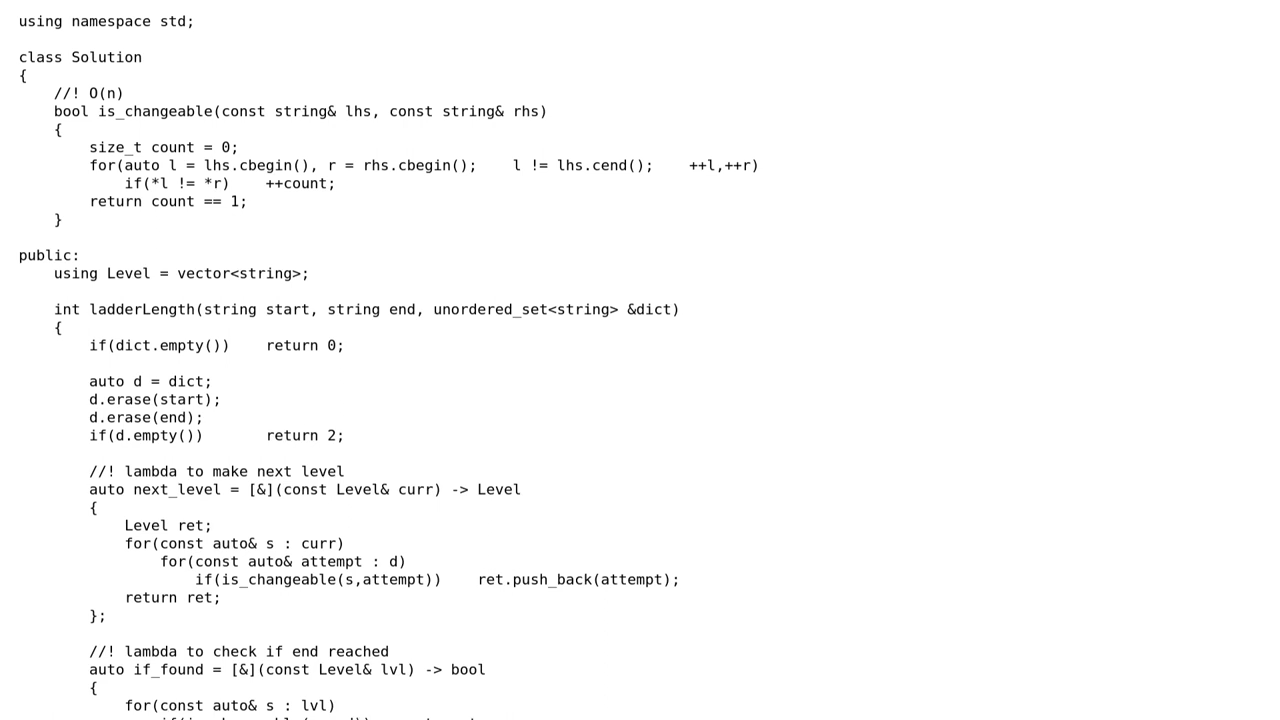 using namespace std;

class Solution
{
    //! O(n)
    bool is_changeable(const string& lhs, const string& rhs)
    {
        size_t count = 0;
        for(auto l = lhs.cbegin(), r = rhs.cbegin();    l != lhs.cend();    ++l,++r)
            if(*l != *r)    ++count;
        return count == 1;
    }

public:
    using Level = vector<string>;

    int ladderLength(string start, string end, unordered_set<string> &dict)
    {
        if(dict.empty())    return 0;

        auto d = dict;
        d.erase(start);
        d.erase(end);
        if(d.empty())       return 2;

        //! lambda to make next level
        auto next_level = [&](const Level& curr) -> Level
        {
            Level ret;
            for(const auto& s : curr)
                for(const auto& attempt : d)
                    if(is_changeable(s,attempt))    ret.push_back(attempt);
            return ret;
        };

        //! lambda to check if end reached
        auto if_found = [&](const Level& lvl) -> bool
        {
            for(const auto& s : lvl)